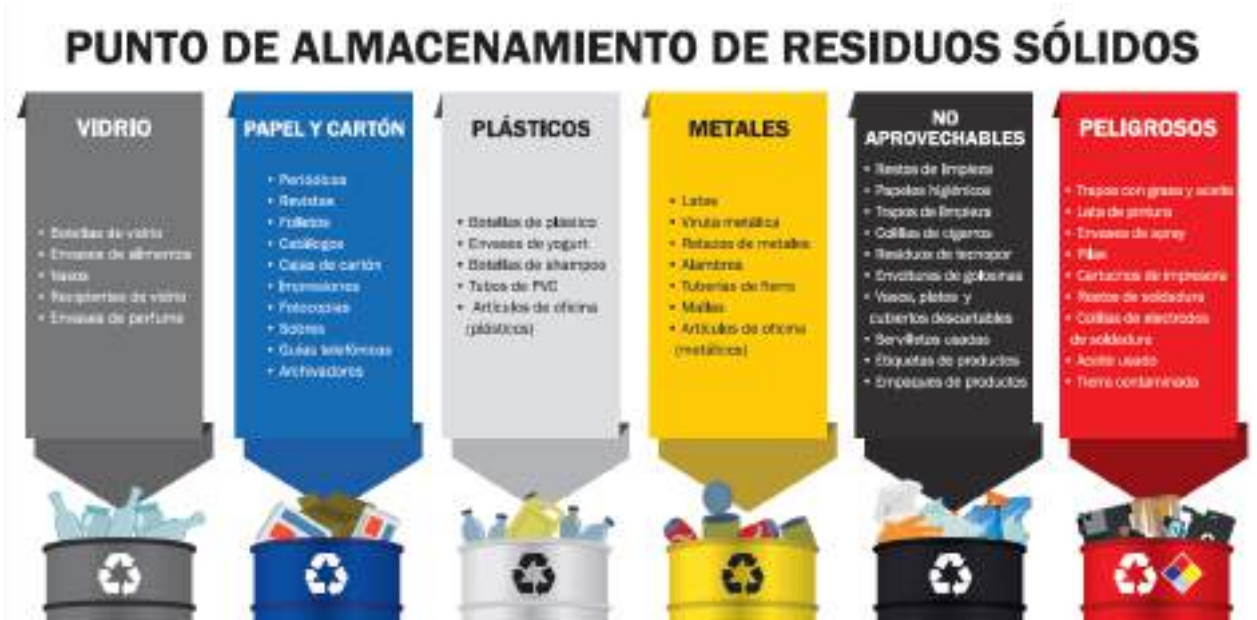 PUNTO DE ALMACENAMIENTO DE RESIDUOS SÓLIDOS
VIDRIO
• Botellas de vidrio
• Envases de alimentos
• Vasos
• Recipientes de vidrio
• Envases de perfume
PAPEL Y CARTÓN
• Periódicos
• Revistas
• Folletos
• Catálogos
• Cajas de cartón
• Impresiones
• Fotocopias
• Sobres
• Guías telefónicas
• Archivadores
PLÁSTICOS
• Botellas de plástico
• Envases de yogurt
• Botellas de shampoo
• Tubos de PVC
• Artículos de oficina
(plásticos)
METALES
• Latas
• Viruta metálica
• Retazos de metales
• Alambres
• Tuberías de fierro
• Mallas
• Artículos de oficina
(metálicos)
NO
APROVECHABLES
• Restos de limpieza
• Papeles higiénicos
• Trapos de limpieza
• Colillas de cigarros
• Residuos de tecnopor
• Envolturas de golosinas
• Vasos, platos y
cubiertos descartables
• Servilletas usadas
• Etiquetas de productos
• Empaques de productos
PELIGROSOS
• Trapos con grasa y aceite
• Lata de pintura
• Envases de spray
• Pilas
• Cartuchos de impresora
• Restos de soldadura
• Colillas de electrodos
de soldadura
• Aceite usado
• Tierra contaminada